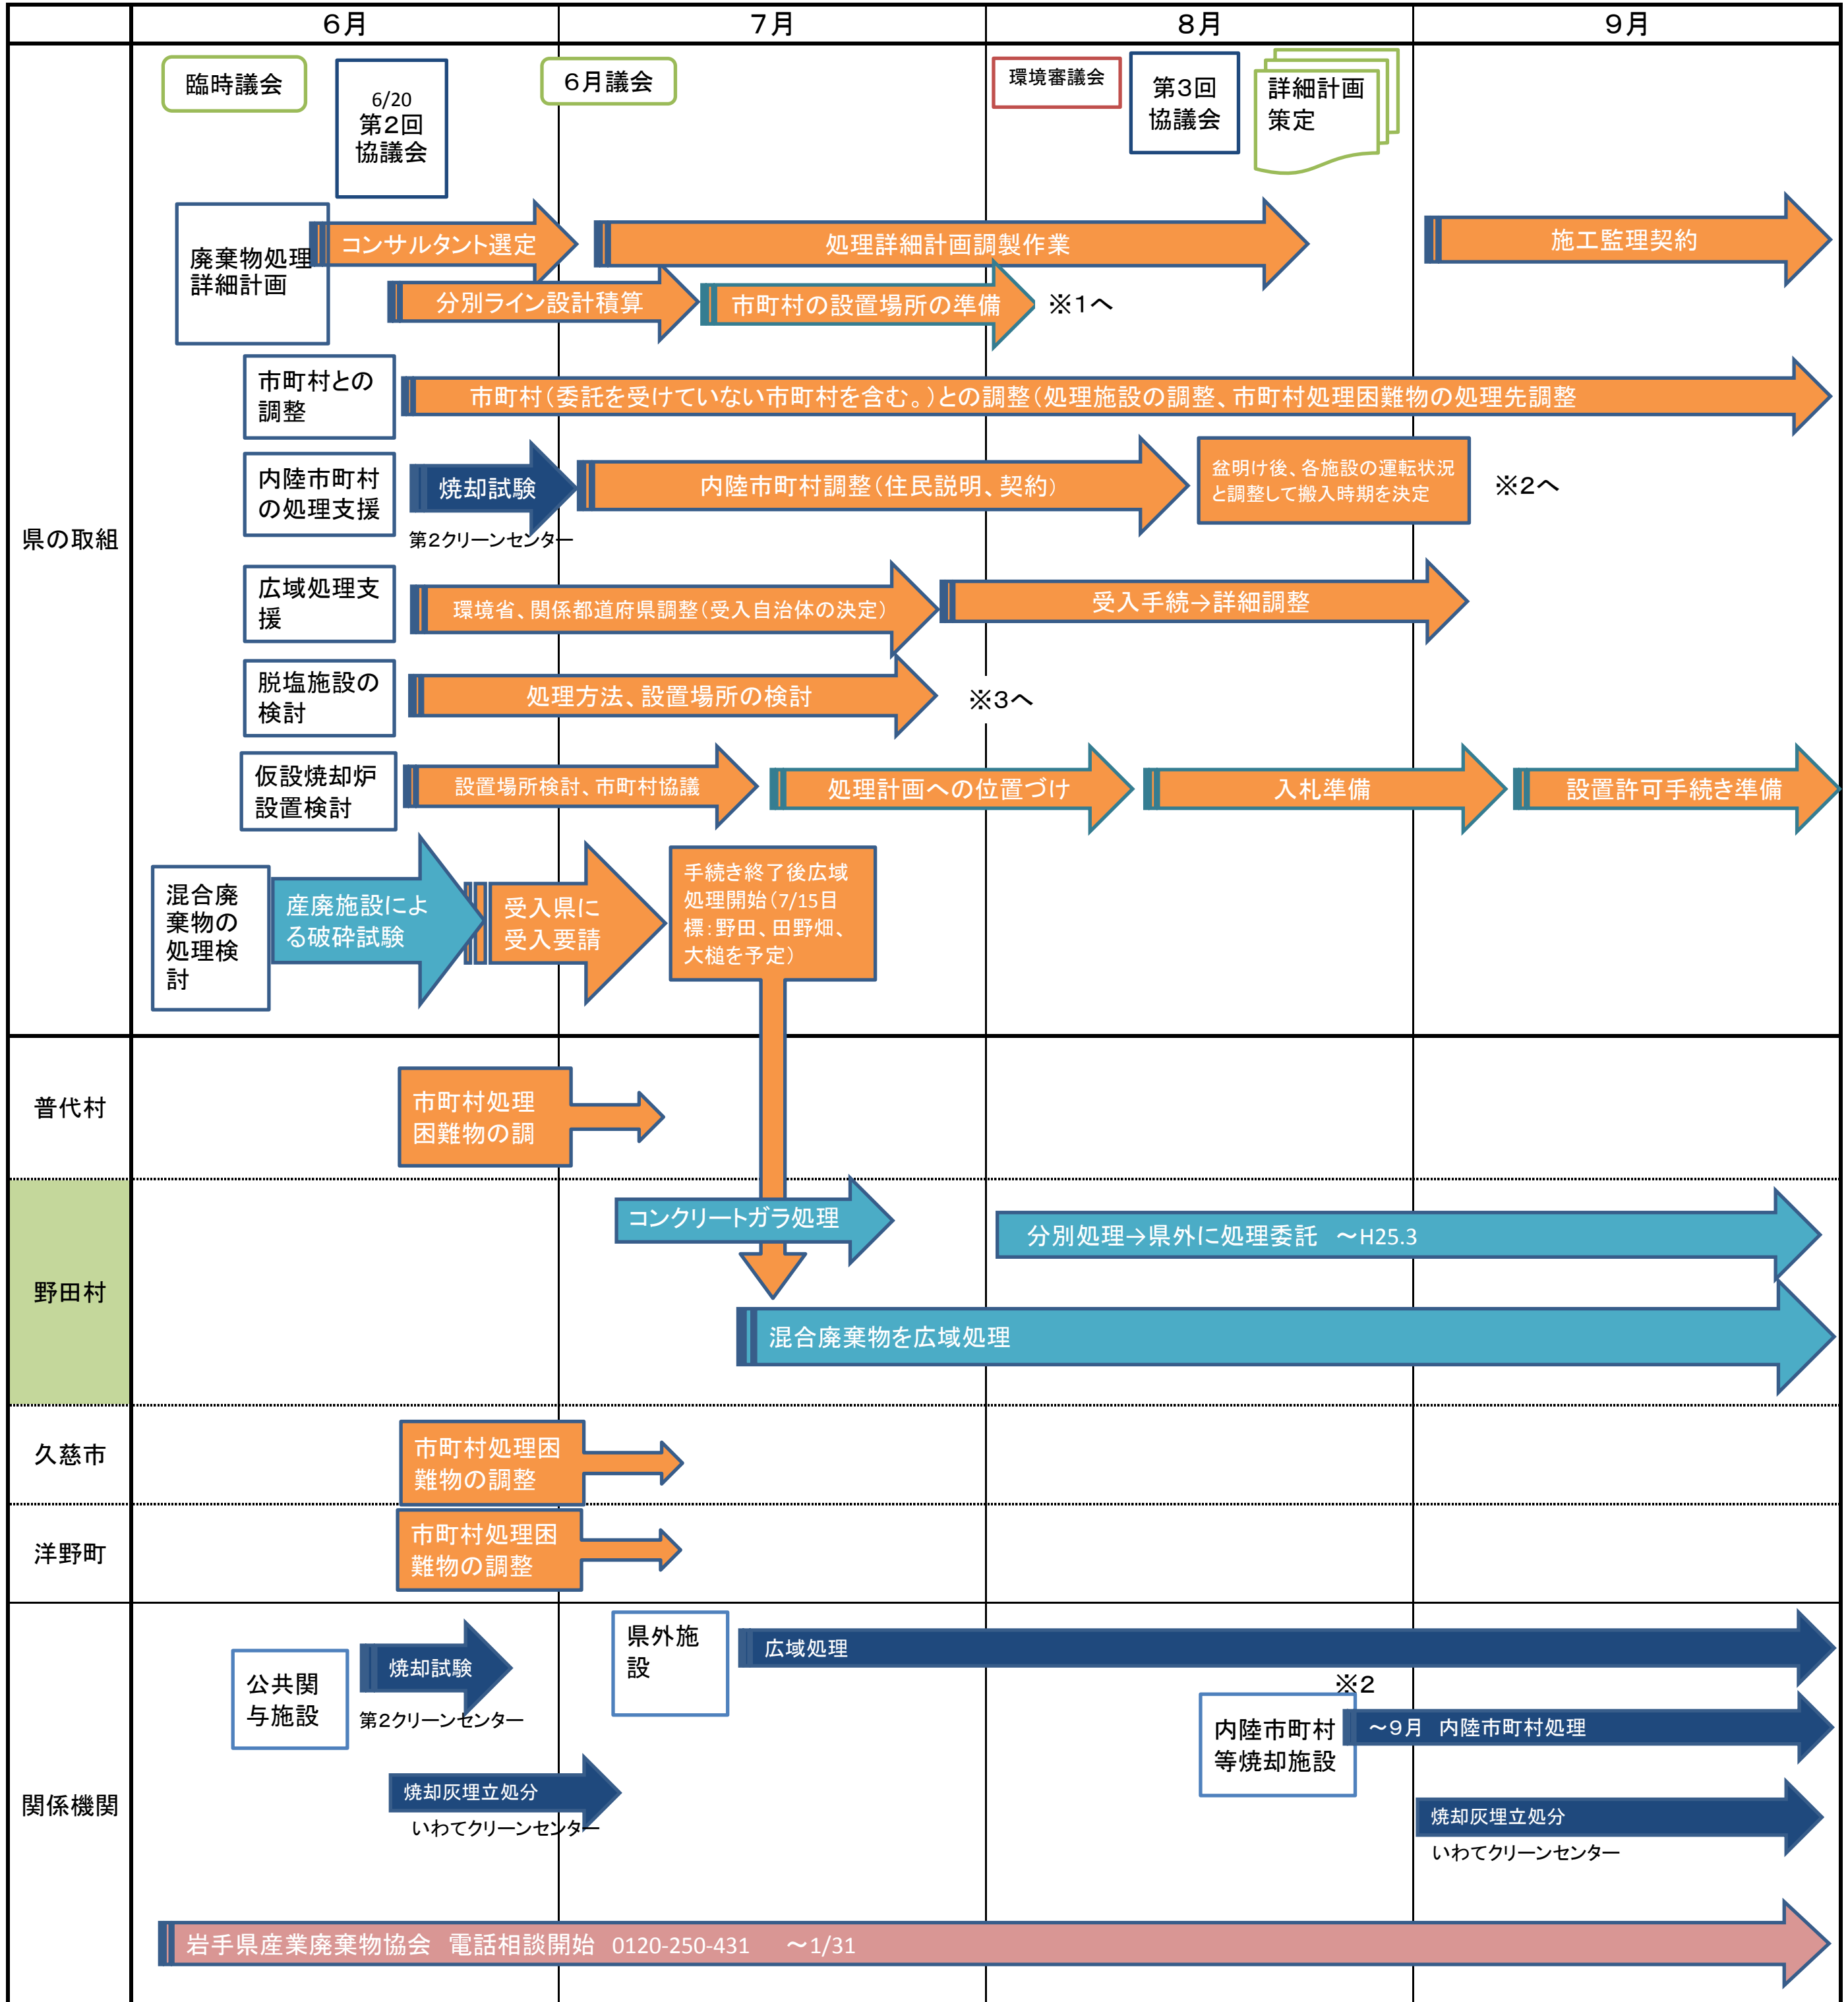 6月
7月
8月
9月
県の取組
臨時議会
6/20
第2回
協議会
6月議会
環境審議会
第3回
協議会
詳細計画
策定
廃棄物処理
詳細計画
コンサルタント選定
処理詳細計画調製作業
施工監理契約
分別ライン設計積算
市町村の設置場所の準備
※1へ
市町村との
調整
市町村(委託を受けていない市町村を含む。)との調整(処理施設の調整、市町村処理困難物の処理先調整
内陸市町村
の処理支援
焼却試験
第2クリーンセンター
内陸市町村調整(住民説明、契約)
盆明け後、各施設の運転状況
と調整して搬入時期を決定
※2へ
広域処理支
援
環境省、関係都道府県調整(受入自治体の決定)
受入手続→詳細調整
脱塩施設の
検討
処理方法、設置場所の検討
※3へ
仮設焼却炉
設置検討
設置場所検討、市町村協議
処理計画への位置づけ
入札準備
設置許可手続き準備
混合廃
棄物の
処理検
討
産廃施設によ
る破砕試験
受入県に
受入要請
手続き終了後広域
処理開始(7/15目
標:野田、田野畑、
大槌を予定)
普代村
市町村処理
困難物の調
野田村
コンクリートガラ処理
分別処理→県外に処理委託 ～H25.3
混合廃棄物を広域処理
久慈市
市町村処理困
難物の調整
洋野町
市町村処理困
難物の調整
関係機関
公共関
与施設
焼却試験
第2クリーンセンター
県外施
設
広域処理
※2
内陸市町村
等焼却施設
～9月 内陸市町村処理
焼却灰埋立処分
いわてクリーンセンター
焼却灰埋立処分
いわてクリーンセンター
岩手県産業廃棄物協会 電話相談開始 0120-250-431 ～1/31